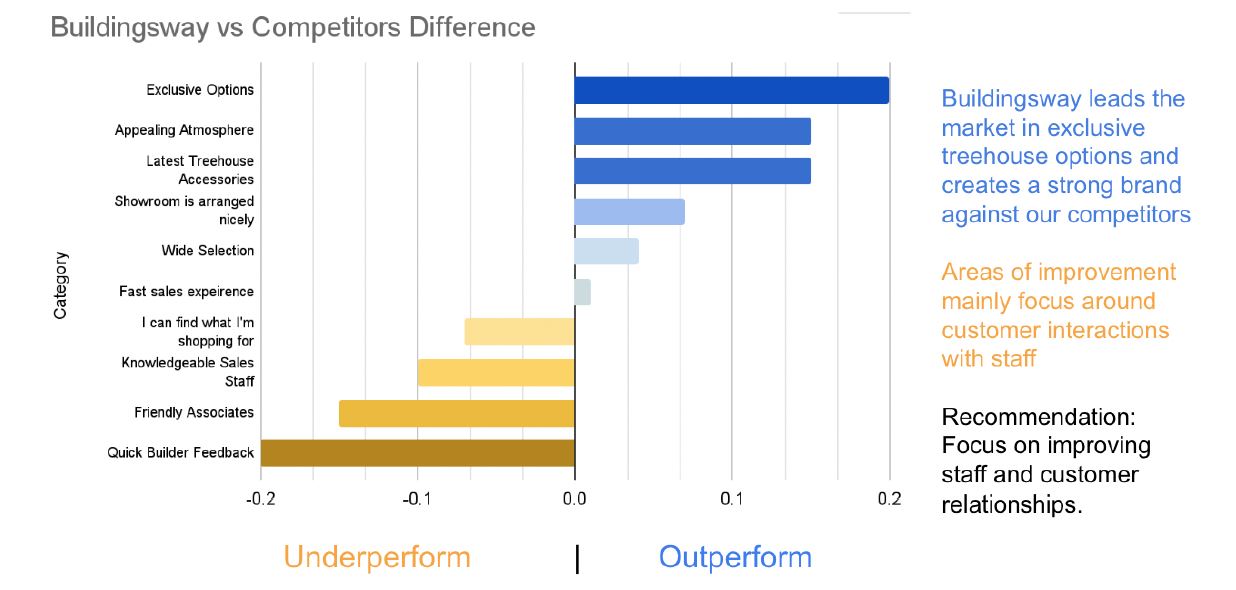 Buildingsway vs Competitors Difference
Category
Exclusive Options
Appealing Atmosphere
Latest Treehouse
Accessories
Showroom is arranged
nicely
Wide Selection
Fast sales expeirence
I can find what I'm
shopping for
Knowledgeable Sales
Staff
Friendly Associates
Quick Builder Feedback
-0.2 -0.1 0.0 0.1 0.2
Underperform | Outperform
Buildingsway leads the
market in exclusive
treehouse options and
creates a strong brand
against our competitors
Areas of improvement
mainly focus around
customer interactions
with staff
Recommendation:
Focus on improving
staff and customer
relationships.